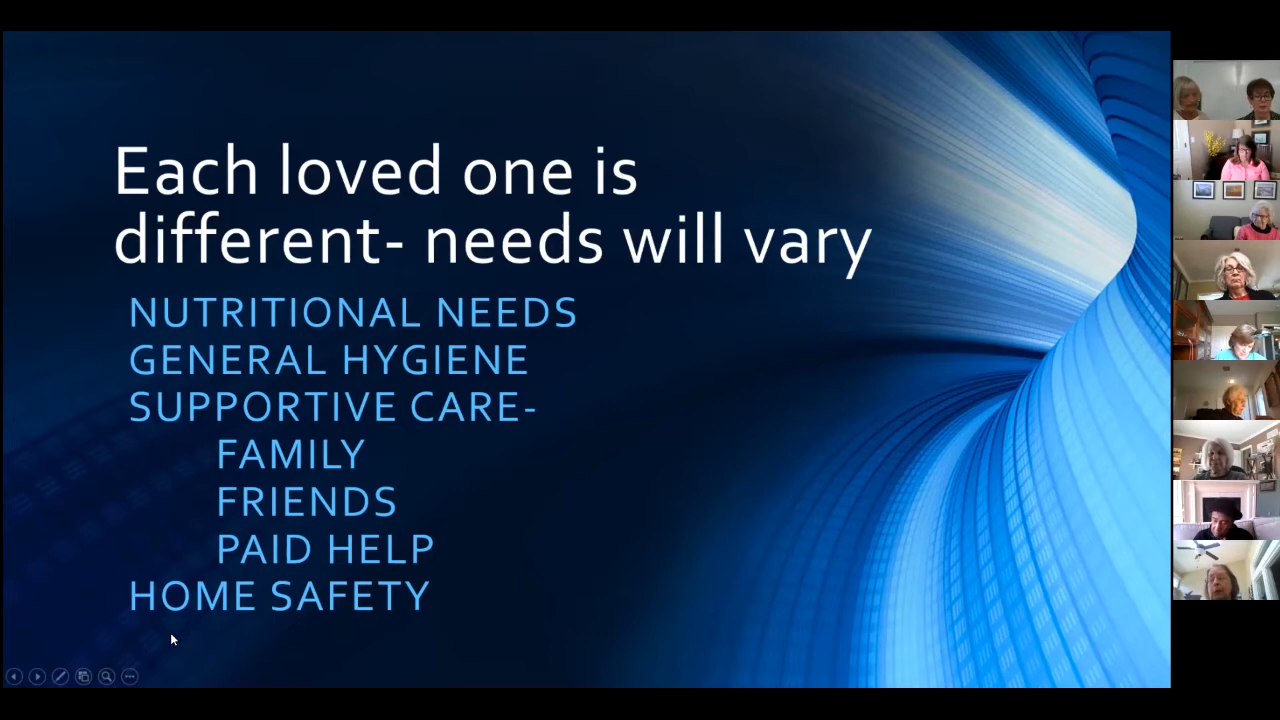 Each loved one is
different- needs will vary
NUTRITIONAL NEEDS
GENERAL HYGIENE
SUPPORTIVE CARE-
FAMILY
FRIENDS
PAID HELP
HOME SAFETY